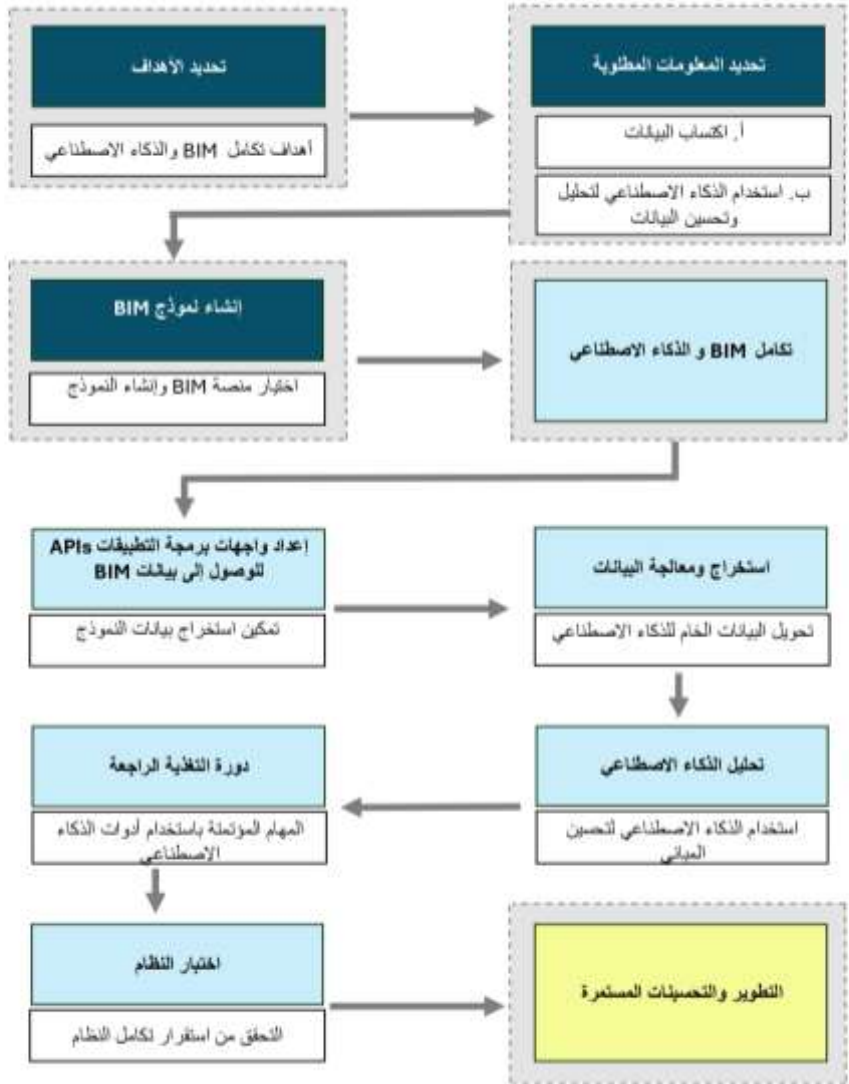 تحديد الأهداف
أهداف تكامل BIM والذكاء الاصطناعي
تحديد المعلومات المطلوبة
أ. اكتساب البيانات
ب. استخدام الذكاء الاصطناعي لتحليل
وتحسين البيانات
إنشاء نموذج BIM
اختيار منصة BIM وإنشاء النموذج
تكامل BIM و الذكاء الاصطناعي
إعداد واجهات برمجة التطبيقات APIs
للوصول إلى بيانات BIM
تمكين استخراج بيانات النموذج
استخراج ومعالجة البيانات
تحويل البيانات الخام للذكاء الاصطناعي
تحليل الذكاء الاصطناعي
استخدام الذكاء الاصطناعي لتحسين
المباني
دورة التغذية الراجعة
المهام المؤتمتة باستخدام أدوات الذكاء
الاصطناعي
اختبار النظام
التحقق من استقرار تكامل النظام
التطوير والتحسينات المستمرة